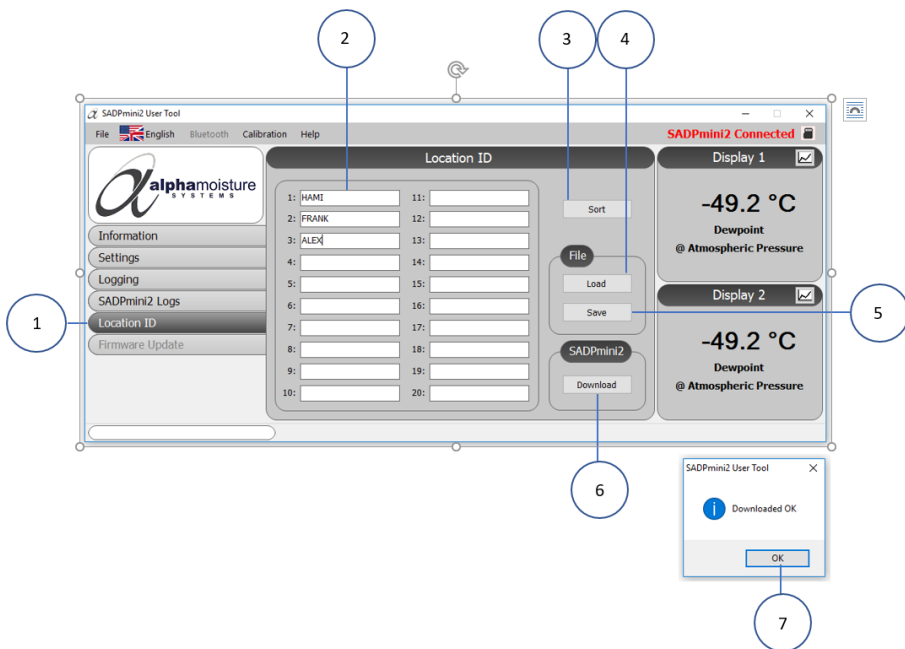 2
3
4
SADPmini2 User Tool
File English Bluetooth Calibration Help
SADPmini2 Connected
alphamoisture
SYSTEMS
Information
Settings
Logging
SADPmini2 Logs
Location ID
Firmware Update
1
Location ID
1: HAMI
2: FRANK
3: ALEX
4:
5:
6:
7:
8:
9:
10:
11:
12:
13:
14:
15:
16:
17:
18:
19:
20:
Sort
File
Load
Save
SADPmini2
Download
Display 1
-49.2 °C
Dewpoint
@ Atmospheric Pressure
Display 2
-49.2 °C
Dewpoint
@ Atmospheric Pressure
5
6
SADPmini2 User Tool
Downloaded OK
OK
7